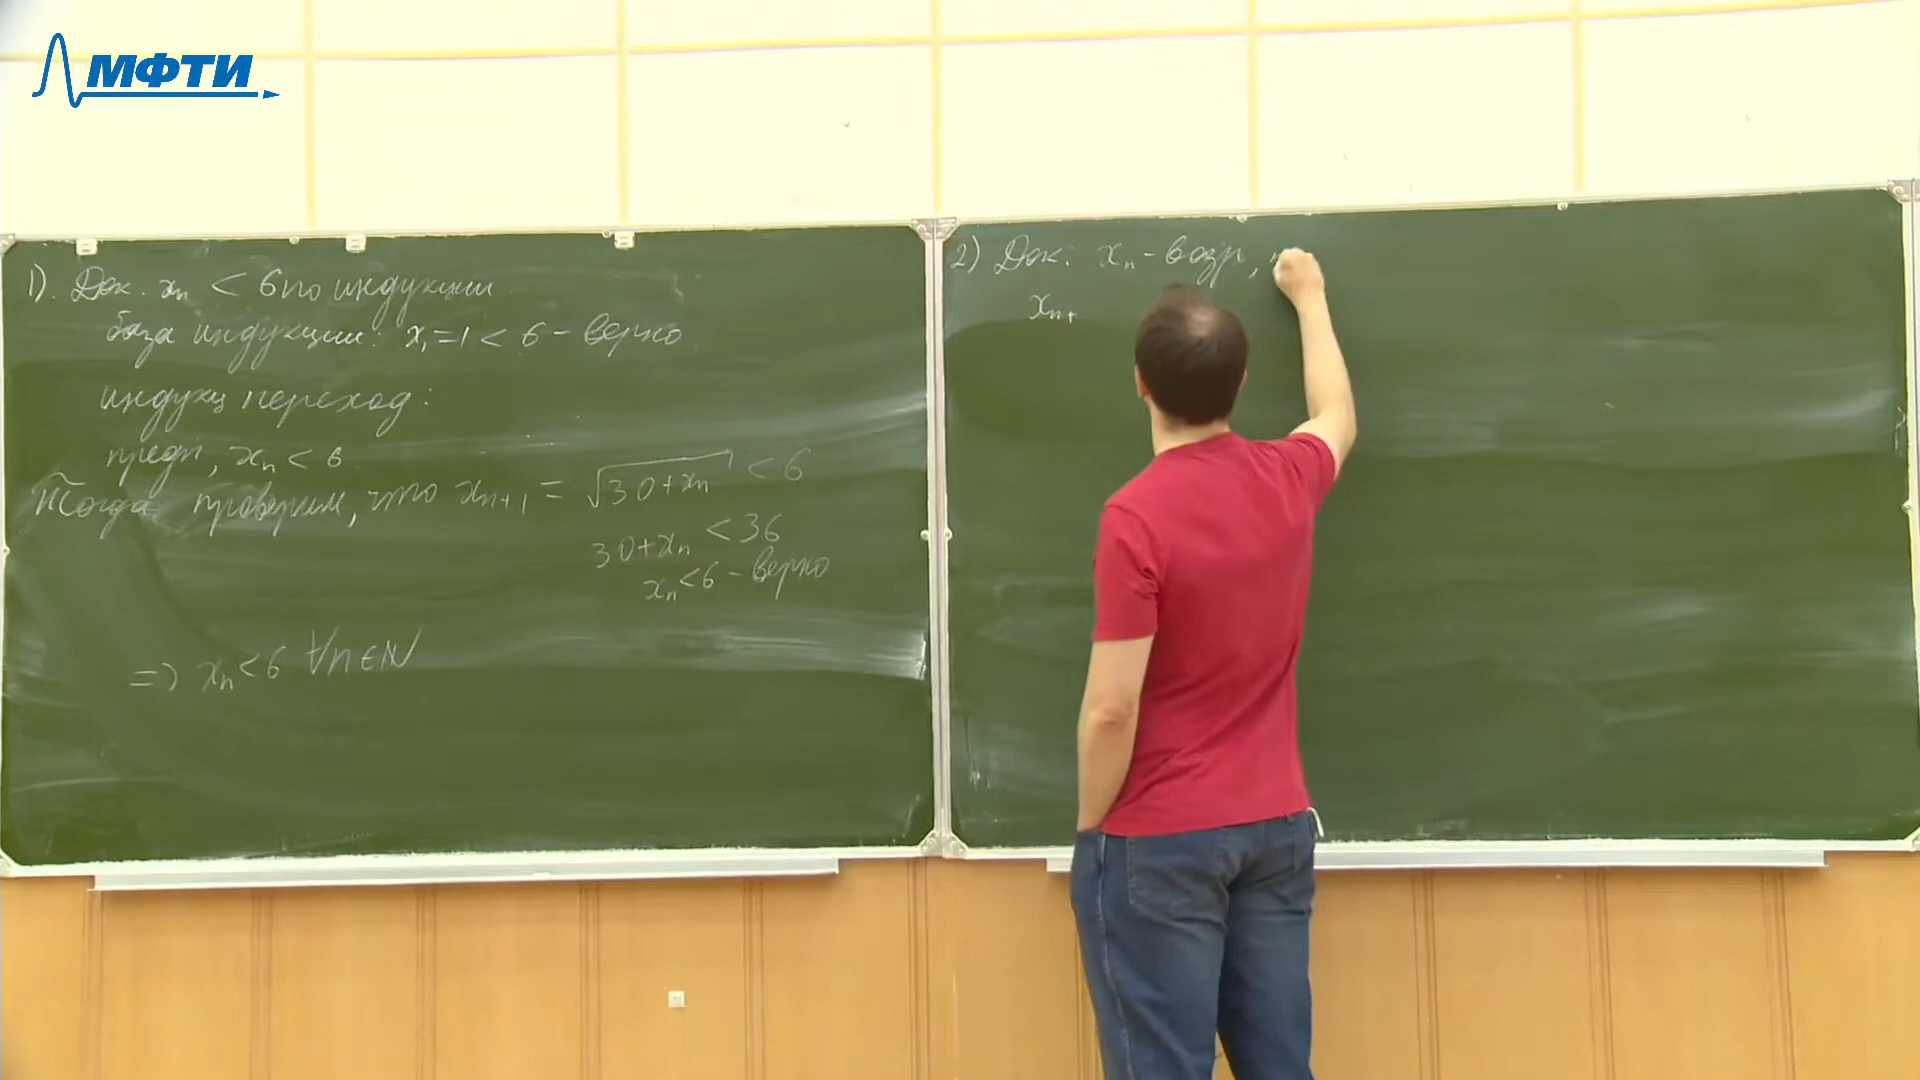 МФТИ
1). Док. xₙ < 6 по индукции
база индукции: x₁ = 1 < 6 – верно
индукц переход:
предп, xₙ < 6
Тогда проверим, что xₙ₊₁ = √(30+xₙ) < 6
30+xₙ < 36
xₙ < 6 – верно
=> xₙ < 6 ∀n∈N
2) Док: xₙ – возр,
xₙ₊